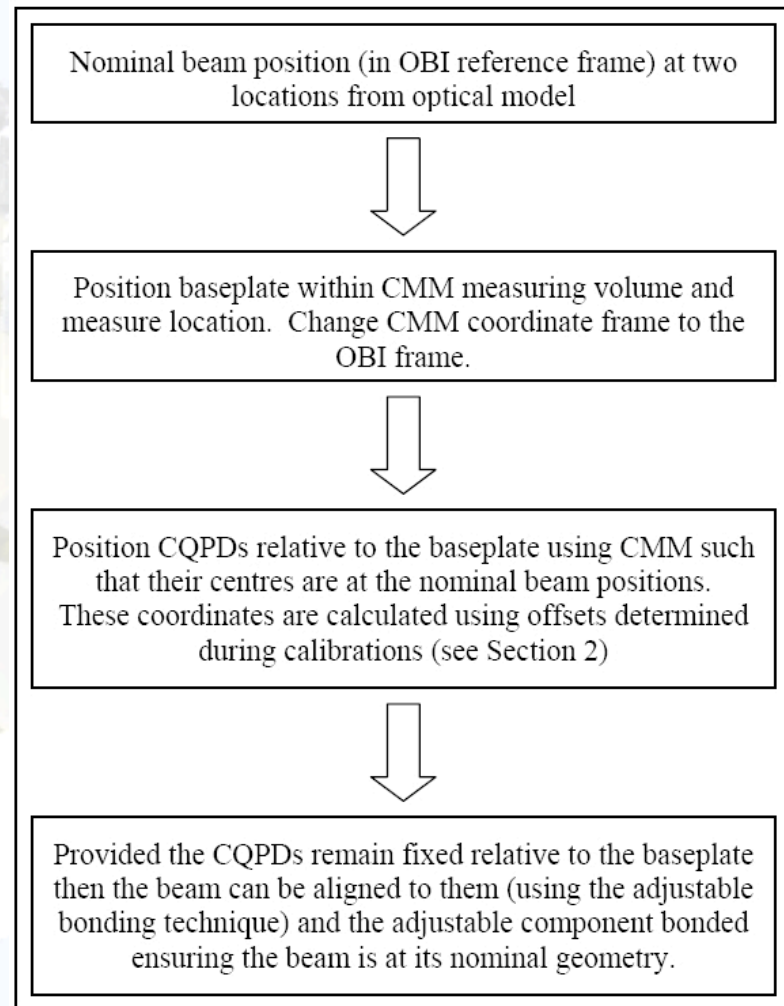 Nominal beam position (in OBI reference frame) at two
locations from optical model
Position baseplate within CMM measuring volume and
measure location.  Change CMM coordinate frame to the
OBI frame.
Position CQPDs relative to the baseplate using CMM such
that their centres are at the nominal beam positions.
These coordinates are calculated using offsets determined
during calibrations (see Section 2)
Provided the CQPDs remain fixed relative to the baseplate
then the beam can be aligned to them (using the adjustable
bonding technique) and the adjustable component bonded
ensuring the beam is at its nominal geometry.